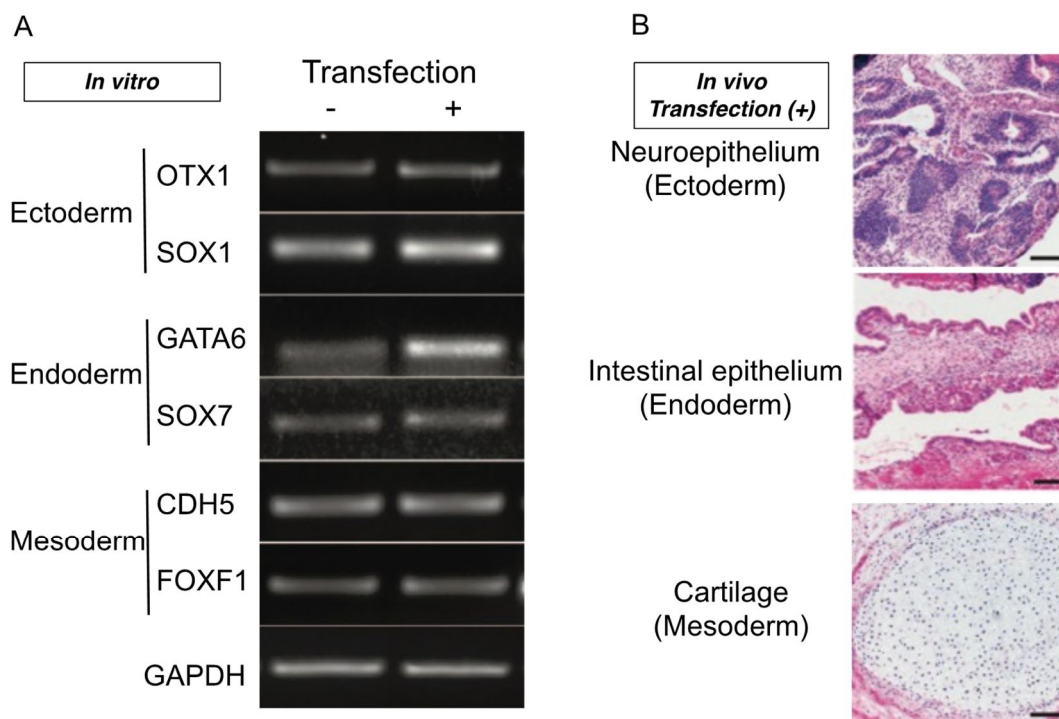 A
In vitro
Transfection
- +
Ectoderm
OTX1
SOX1
Endoderm
GATA6
SOX7
Mesoderm
CDH5
FOXF1
GAPDH
B
In vivo
Transfection (+)
Neuroepithelium
(Ectoderm)
Intestinal epithelium
(Endoderm)
Cartilage
(Mesoderm)